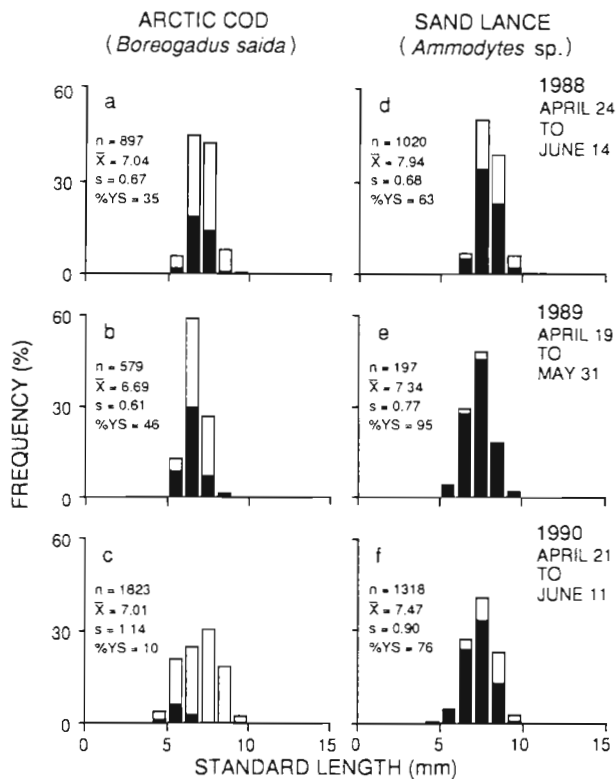 ARCTIC COD
(Boreogadus saida)
SAND LANCE
(Ammodytes sp.)
FREQUENCY (%)
60
30
0
a
n = 897
X̄ = 7.04
s = 0.67
%YS = 35
d
n = 1020
X̄ = 7.94
s = 0.68
%YS = 63
1988
APRIL 24
TO
JUNE 14
60
30
0
b
n = 579
X̄ = 6.69
s = 0.61
%YS = 46
e
n = 197
X̄ = 7 34
s = 0.77
%YS = 95
1989
APRIL 19
TO
MAY 31
60
30
0
c
n = 1823
X̄ = 7.01
s = 1 14
%YS = 10
f
n = 1318
X̄ = 7.47
s = 0.90
%YS = 76
1990
APRIL 21
TO
JUNE 11
0 5 10 15
0 5 10 15
STANDARD LENGTH (mm)